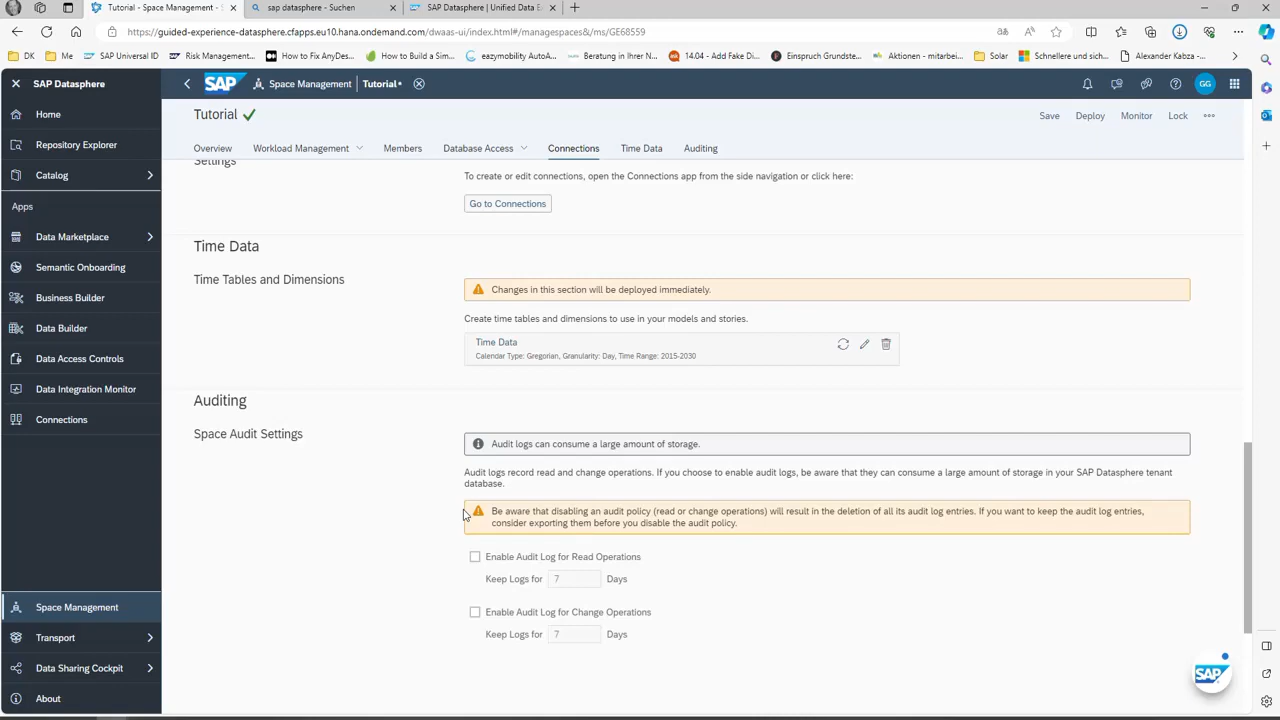 Tutorial - Space Management
sap datasphere - Suchen
SAP Datasphere | Unified Data E
https://guided-experience-datasphere.cfapps.eu10.hana.ondemand.com/dwaas-ui/index.html#/managespaces&/ms/GE68559
DK
SAP Universal ID
Risk Management...
How to Fix AnyDes...
How to Build a Sim...
eazymobility AutoA...
Beratung in Ihrer N...
14.04 - Add Fake Di...
Einspruch Grundste...
Aktionen - mitarbei...
Solar
Schnellere und sich...
Alexander Kabza -...
SAP Datasphere
SAP
Space Management
Tutorial*
GG
Home
Repository Explorer
Catalog
Apps
Data Marketplace
Semantic Onboarding
Business Builder
Data Builder
Data Access Controls
Data Integration Monitor
Connections
Space Management
Transport
Data Sharing Cockpit
About
Tutorial
Save
Deploy
Monitor
Lock
Overview
Workload Management
Members
Database Access
Connections
Time Data
Auditing
Settings
To create or edit connections, open the Connections app from the side navigation or click here:
Go to Connections
Time Data
Time Tables and Dimensions
Changes in this section will be deployed immediately.
Create time tables and dimensions to use in your models and stories.
Time Data
Calendar Type: Gregorian, Granularity: Day, Time Range: 2015-2030
Auditing
Space Audit Settings
Audit logs can consume a large amount of storage.
Audit logs record read and change operations. If you choose to enable audit logs, be aware that they can consume a large amount of storage in your SAP Datasphere tenant
database.
Be aware that disabling an audit policy (read or change operations) will result in the deletion of all its audit log entries. If you want to keep the audit log entries,
consider exporting them before you disable the audit policy.
Enable Audit Log for Read Operations
Keep Logs for 7 Days
Enable Audit Log for Change Operations
Keep Logs for 7 Days
SAP